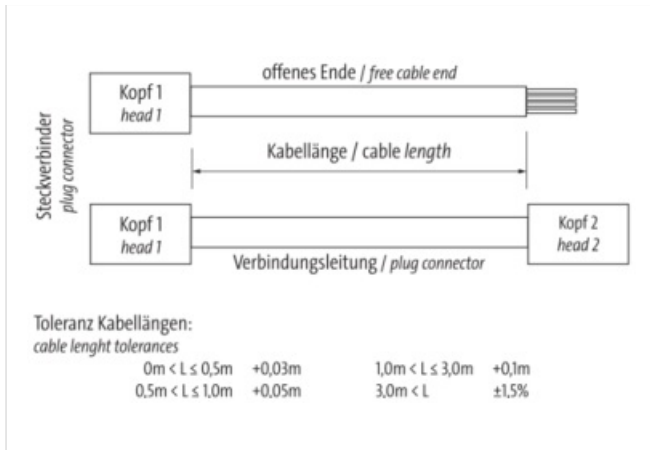 offenes Ende / free cable end
Kopf 1
head 1
Steckverbinder
plug connector
Kabellänge / cable length
Kopf 1
head 1
Kopf 2
head 2
Verbindungsleitung / plug connector
Toleranz Kabellängen:
cable lenght tolerances
0m < L ≤ 0,5m +0,03m 1,0m < L ≤ 3,0m +0,1m
0,5m < L ≤ 1,0m +0,05m 3,0m < L ±1,5%